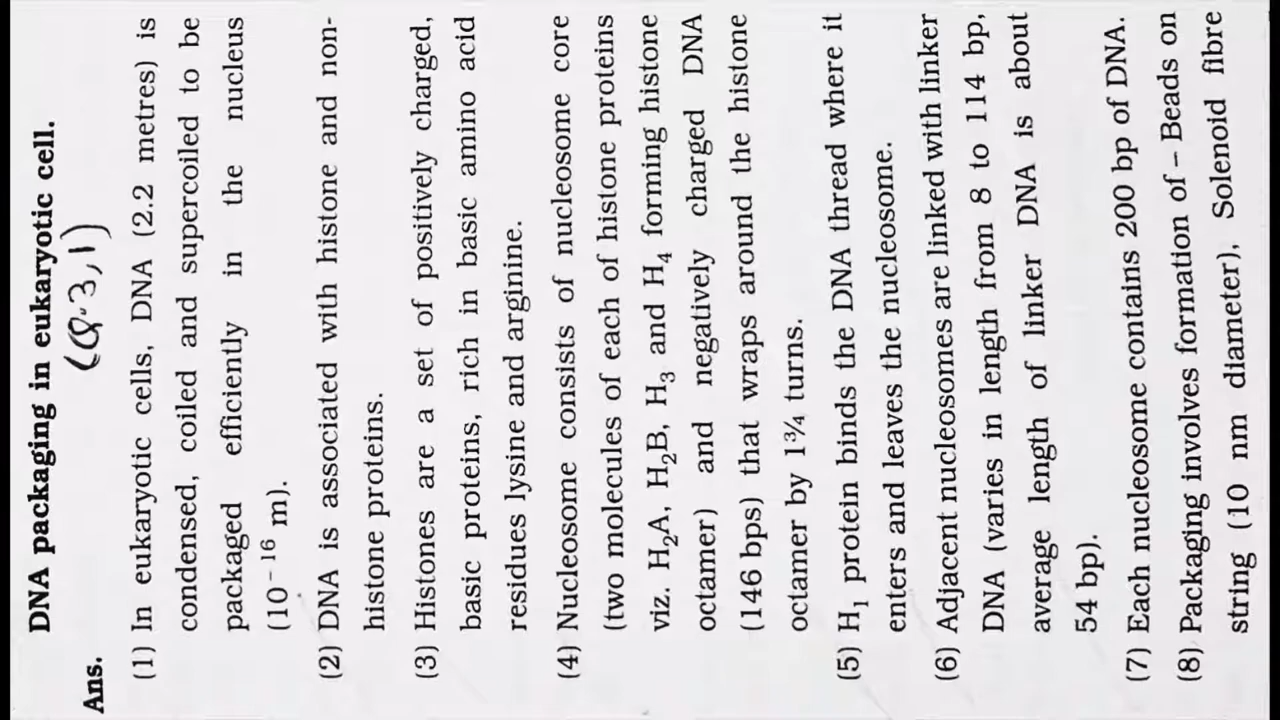 DNA packaging in eukaryotic cell.
(Q.3,1)
Ans.
(1) In eukaryotic cells, DNA (2.2 metres) is
condensed, coiled and supercoiled to be
packaged efficiently in the nucleus
(10⁻¹⁶ m).
(2) DNA is associated with histone and non-
histone proteins.
(3) Histones are a set of positively charged,
basic proteins, rich in basic amino acid
residues lysine and arginine.
(4) Nucleosome consists of nucleosome core
(two molecules of each of histone proteins
viz. H₂A, H₂B, H₃ and H₄ forming histone
octamer) and negatively charged DNA
(146 bps) that wraps around the histone
octamer by 1¾ turns.
(5) H₁ protein binds the DNA thread where it
enters and leaves the nucleosome.
(6) Adjacent nucleosomes are linked with linker
DNA (varies in length from 8 to 114 bp,
average length of linker DNA is about
54 bp).
(7) Each nucleosome contains 200 bp of DNA.
(8) Packaging involves formation of – Beads on
string (10 nm diameter), Solenoid fibre